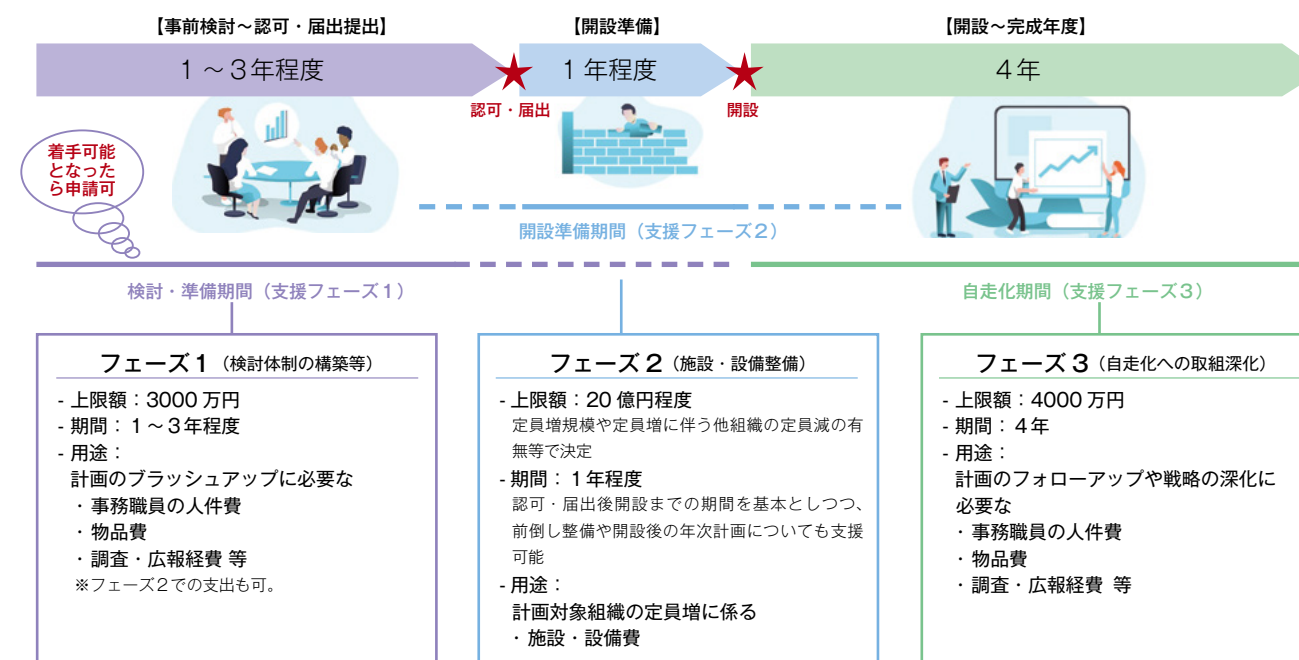 【事前検討～認可・届出提出】
【開設準備】
【開設～完成年度】
1～3年程度
1年程度
4年
認可・届出
開設
着手可能
となった
ら申請可
開設準備期間（支援フェーズ2）
検討・準備期間（支援フェーズ1）
自走化期間（支援フェーズ3）
フェーズ1（検討体制の構築等）
- 上限額：3000万円
- 期間：1～3年程度
- 用途：
計画のブラッシュアップに必要な
・事務職員の人件費
・物品費
・調査・広報経費 等
※フェーズ2での支出も可。
フェーズ2（施設・設備整備）
- 上限額：20億円程度
定員増規模や定員増に伴う他組織の定員減の有
無等で決定
- 期間：1年程度
認可・届出後開設までの期間を基本としつつ、
前倒し整備や開設後の年次計画についても支援
可能
- 用途：
計画対象組織の定員増に係る
・施設・設備費
フェーズ3（自走化への取組深化）
- 上限額：4000万円
- 期間：4年
- 用途：
計画のフォローアップや戦略の深化に
必要な
・事務職員の人件費
・物品費
・調査・広報経費 等